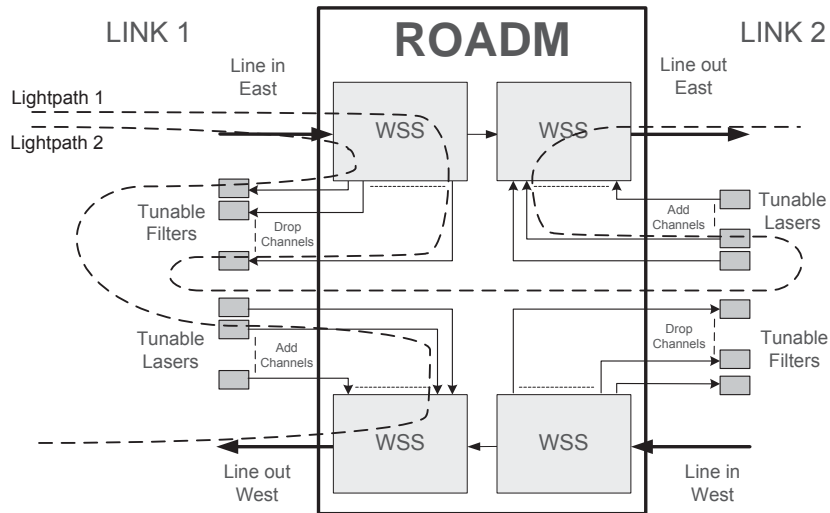 LINK 1
ROADM
LINK 2
Line in
East
Line out
East
Lightpath 1
Lightpath 2
WSS
WSS
Tunable
Filters
Drop
Channels
Add
Channels
Tunable
Lasers
Tunable
Lasers
Add
Channels
Drop
Channels
Tunable
Filters
WSS
WSS
Line out
West
Line in
West